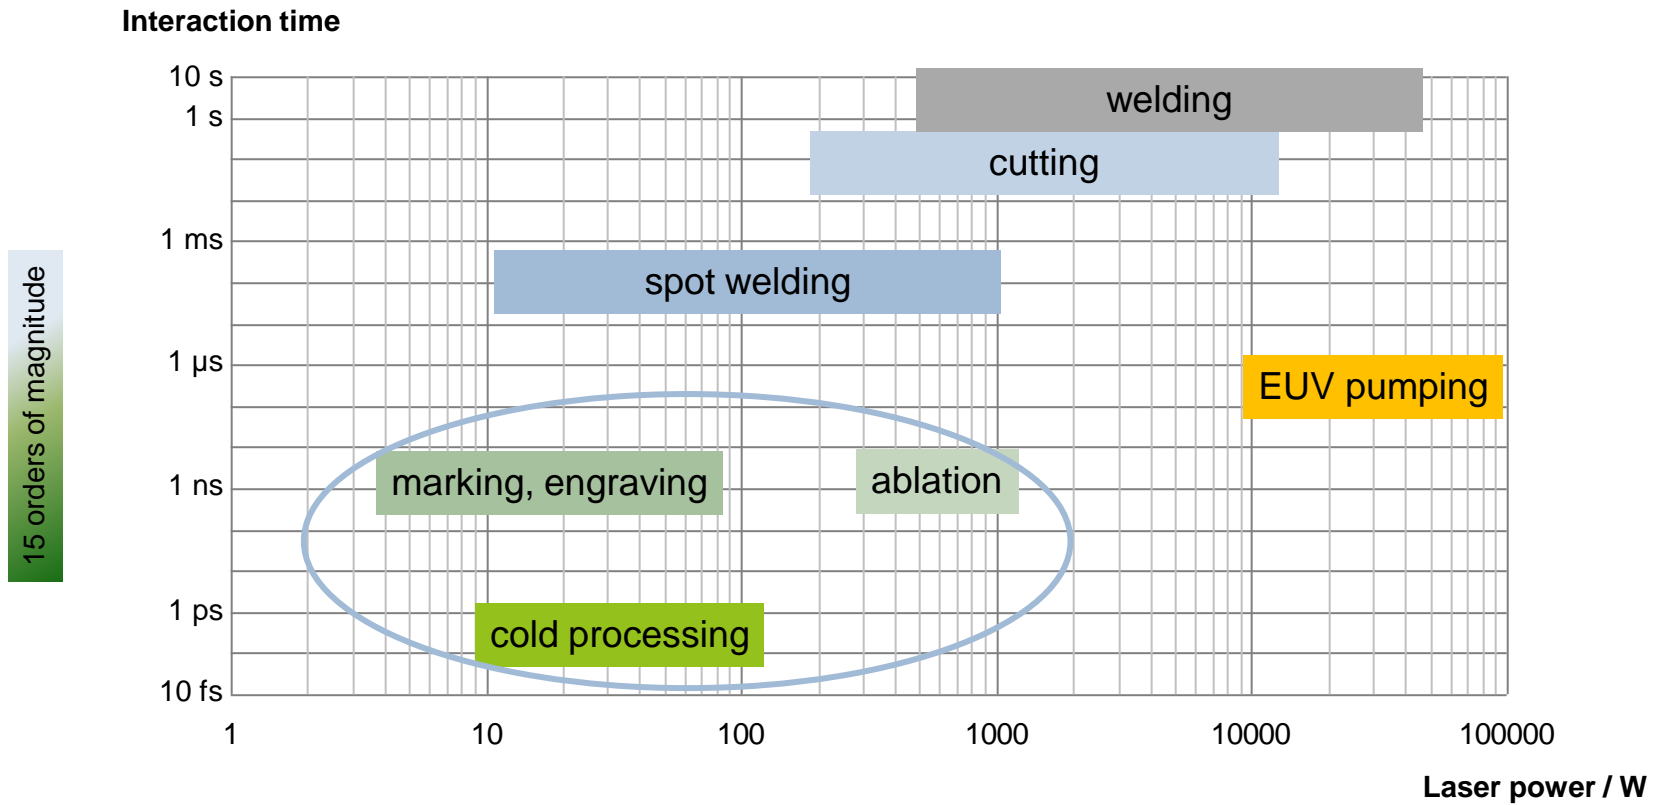 Interaction time
10 s
1 s
1 ms
1 µs
1 ns
1 ps
10 fs
15 orders of magnitude
welding
cutting
spot welding
EUV pumping
marking, engraving
ablation
cold processing
1
10
100
1000
10000
100000
Laser power / W